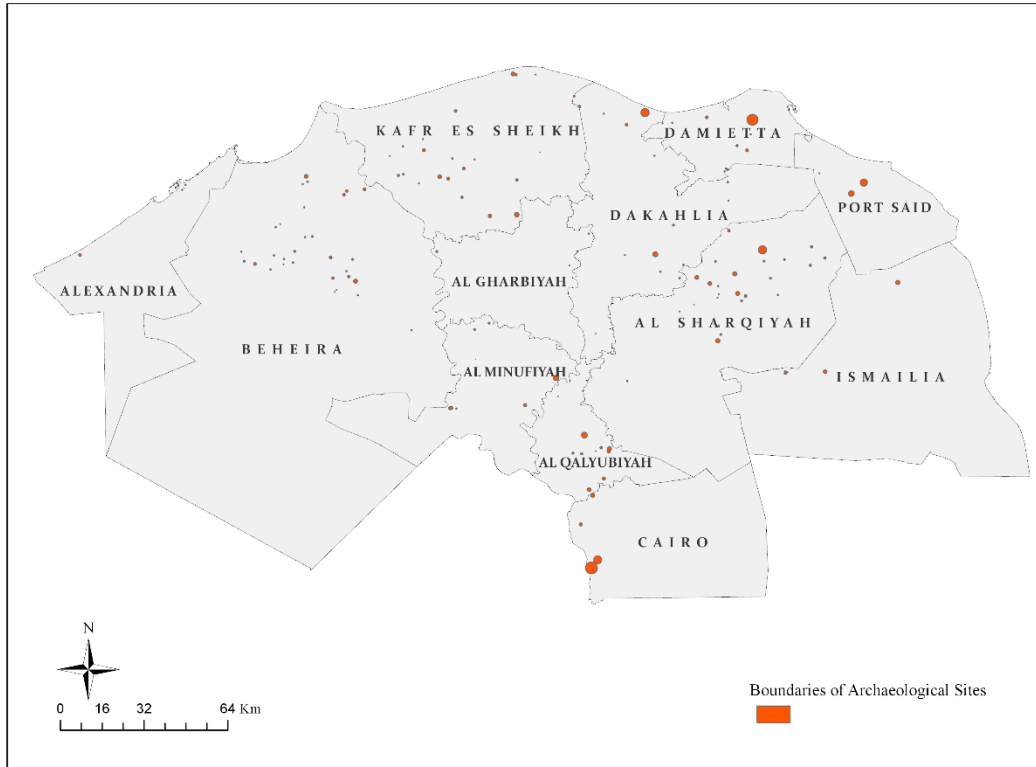 KAFR ES SHEIKH
DAMIETTA
PORT SAID
DAKAHLIA
ALEXANDRIA
AL GHARBIYAH
AL SHARQIYAH
BEHEIRA
AL MINUFIYAH
ISMAILIA
AL QALYUBIYAH
CAIRO
N
0 16 32 64 Km
Boundaries of Archaeological Sites